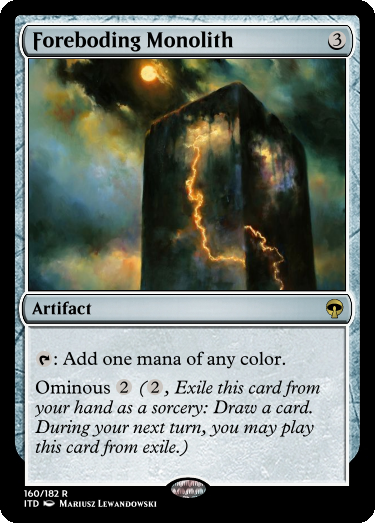 Foreboding Monolith 3
Artifact
: Add one mana of any color.
Ominous 2 (2, Exile this card from
your hand as a sorcery: Draw a card.
During your next turn, you may play
this card from exile.)
160/182 R
ITD Mariusz Lewandowski